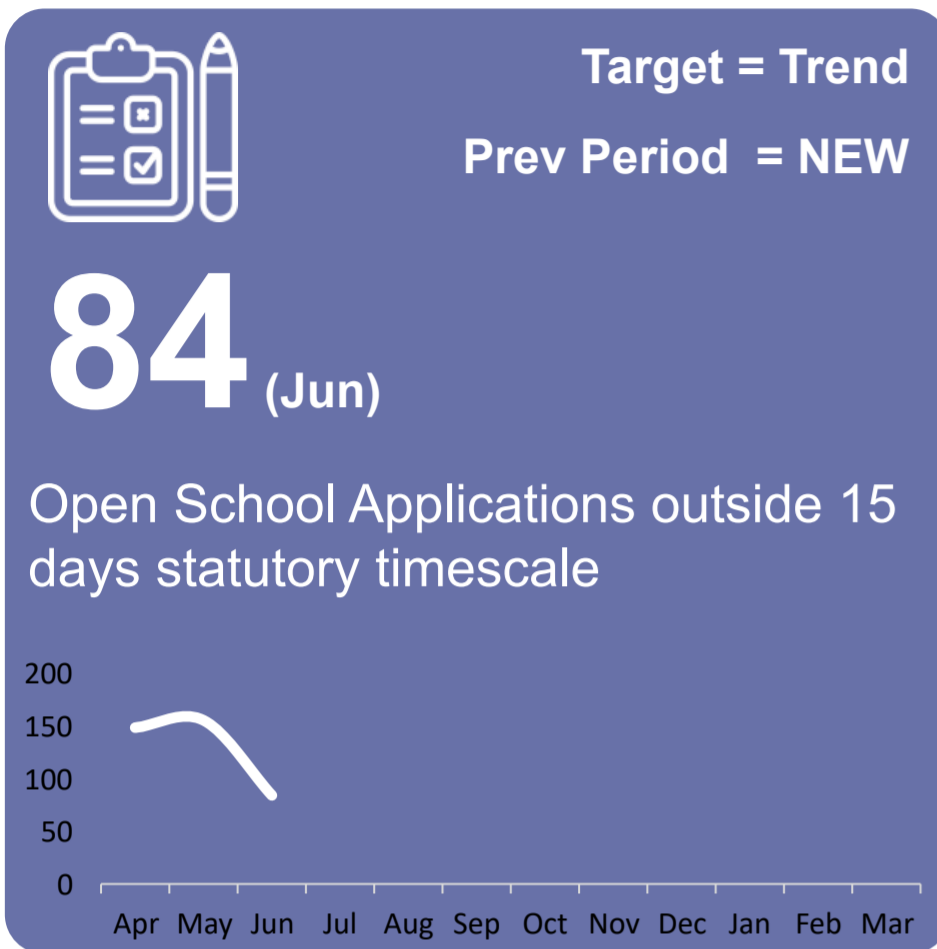 Target = Trend
Prev Period = NEW
84 (Jun)
Open School Applications outside 15
days statutory timescale
200
150
100
50
0
Apr May Jun Jul Aug Sep Oct Nov Dec Jan Feb Mar